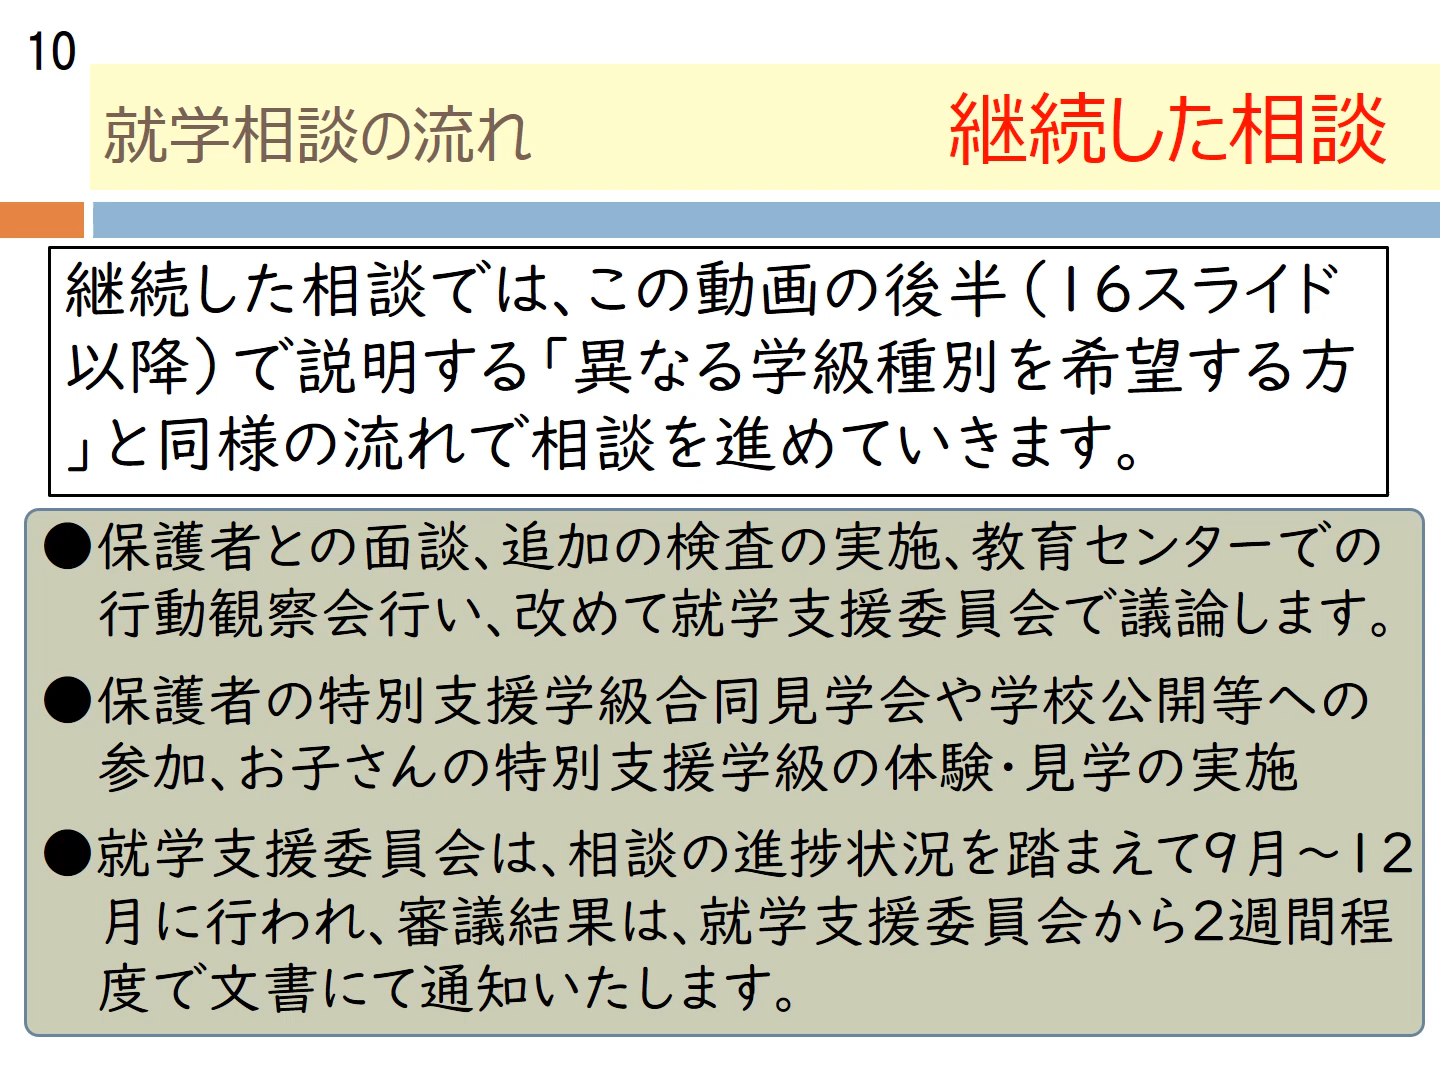 10
就学相談の流れ 継続した相談
継続した相談では、この動画の後半(16スライド
以降)で説明する「異なる学級種別を希望する方
」と同様の流れで相談を進めていきます。
●保護者との面談、追加の検査の実施、教育センターでの
行動観察会行い、改めて就学支援委員会で議論します。
●保護者の特別支援学級合同見学会や学校公開等への
参加、お子さんの特別支援学級の体験・見学の実施
●就学支援委員会は、相談の進捗状況を踏まえて9月～12
月に行われ、審議結果は、就学支援委員会から2週間程
度で文書にて通知いたします。